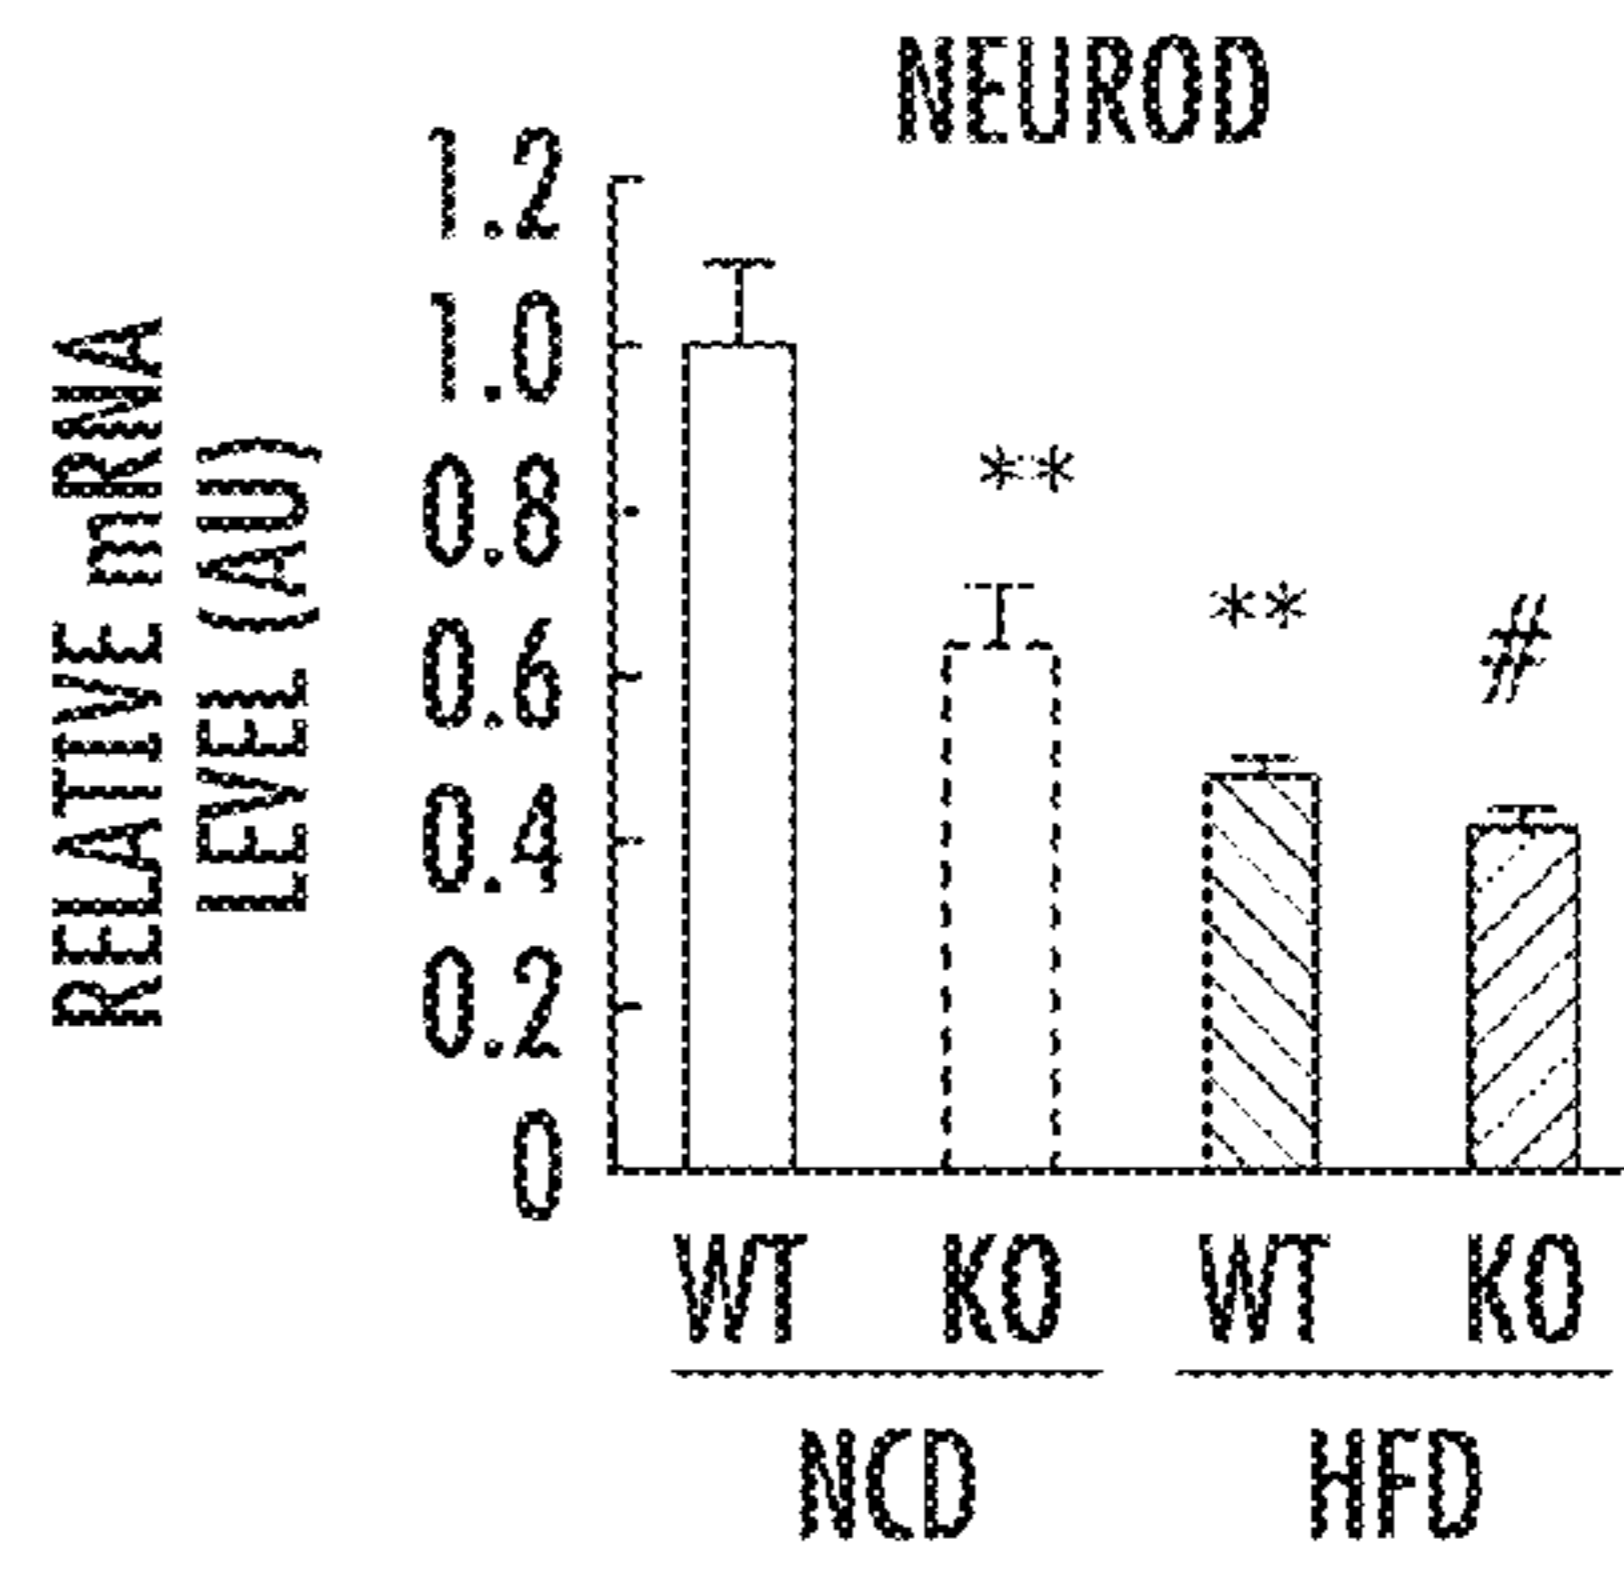 NEUROD
RELATIVE mRNA
LEVEL (AU)
1.2
1.0
0.8
0.6
0.4
0.2
0
**
**
#
WT KO WT KO
NCD HFD